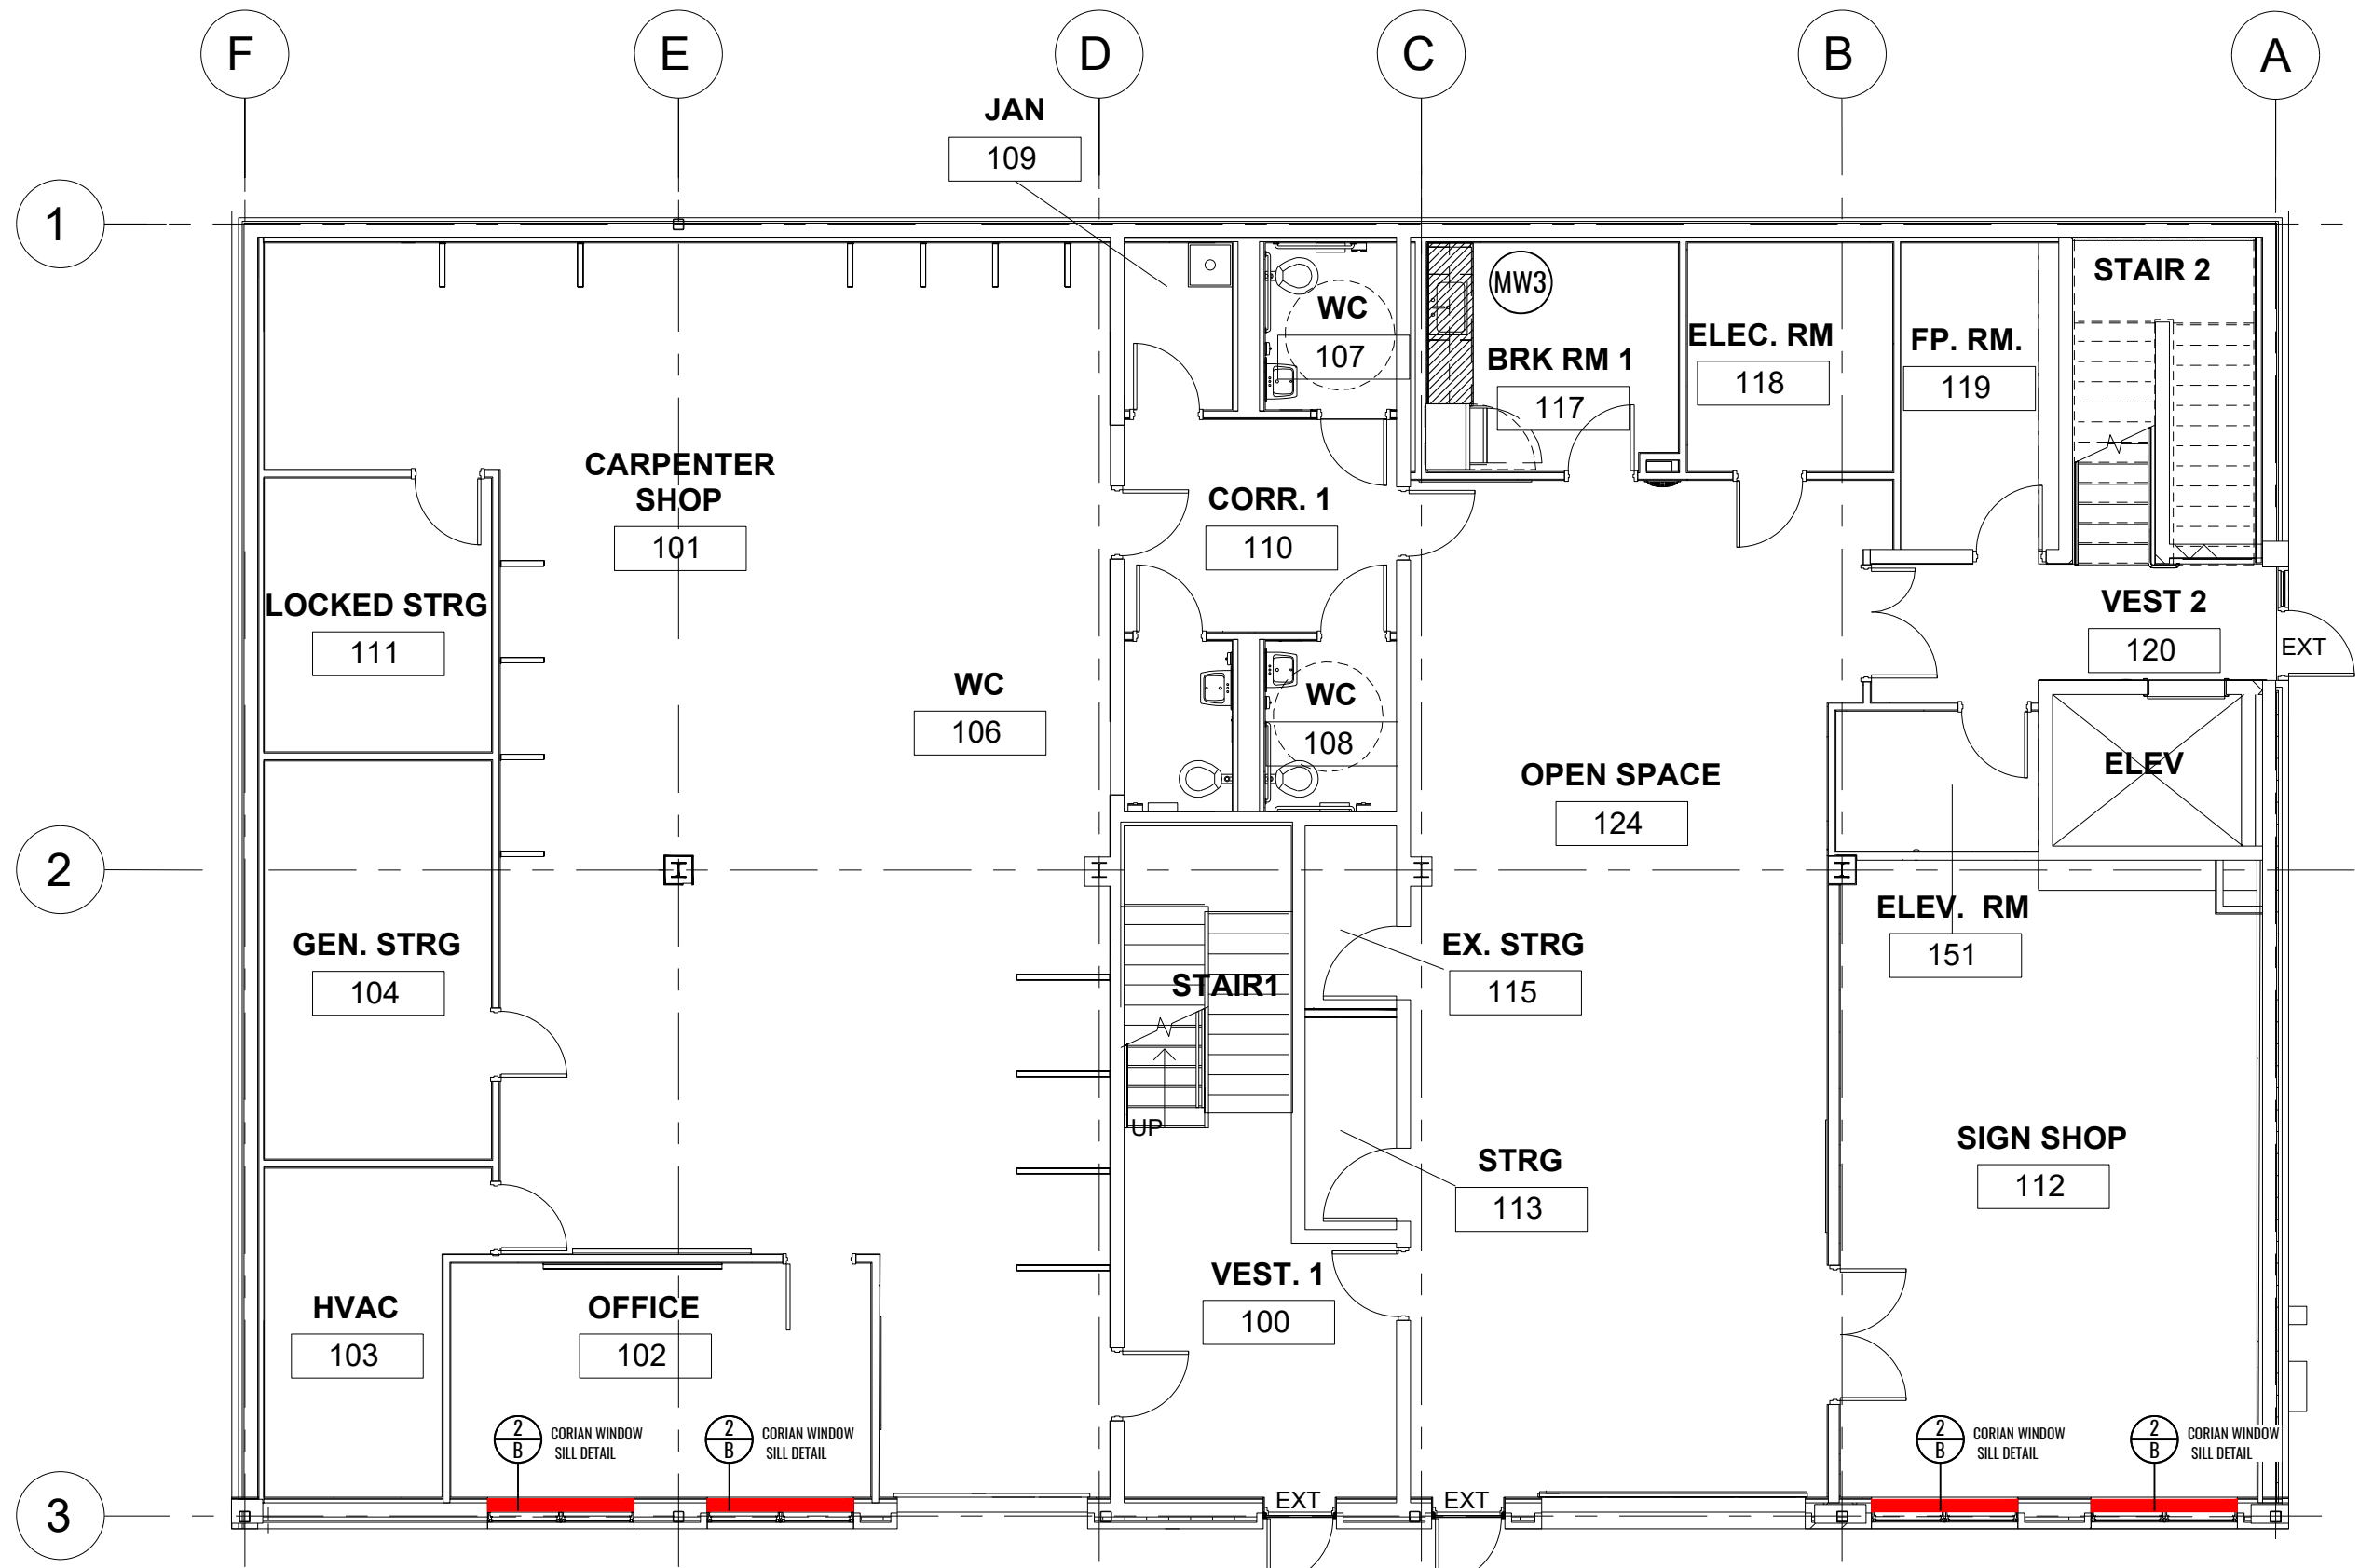 F
E
D
C
B
A
JAN
109
1
STAIR 2
MW3
WC
107
ELEC. RM
118
FP. RM.
119
BRK RM 1
117
CARPENTER
SHOP
101
CORR. 1
110
LOCKED STRG
111
VEST 2
120
EXT
WC
106
WC
108
OPEN SPACE
124
ELEV
2
ELEV. RM
151
GEN. STRG
104
STAIR1
EX. STRG
115
UP
SIGN SHOP
112
STRG
113
VEST. 1
100
HVAC
103
OFFICE
102
2
B
CORIAN WINDOW
SILL DETAIL
2
B
CORIAN WINDOW
SILL DETAIL
2
B
CORIAN WINDOW
SILL DETAIL
2
B
CORIAN WINDOW
SILL DETAIL
3
EXT
EXT